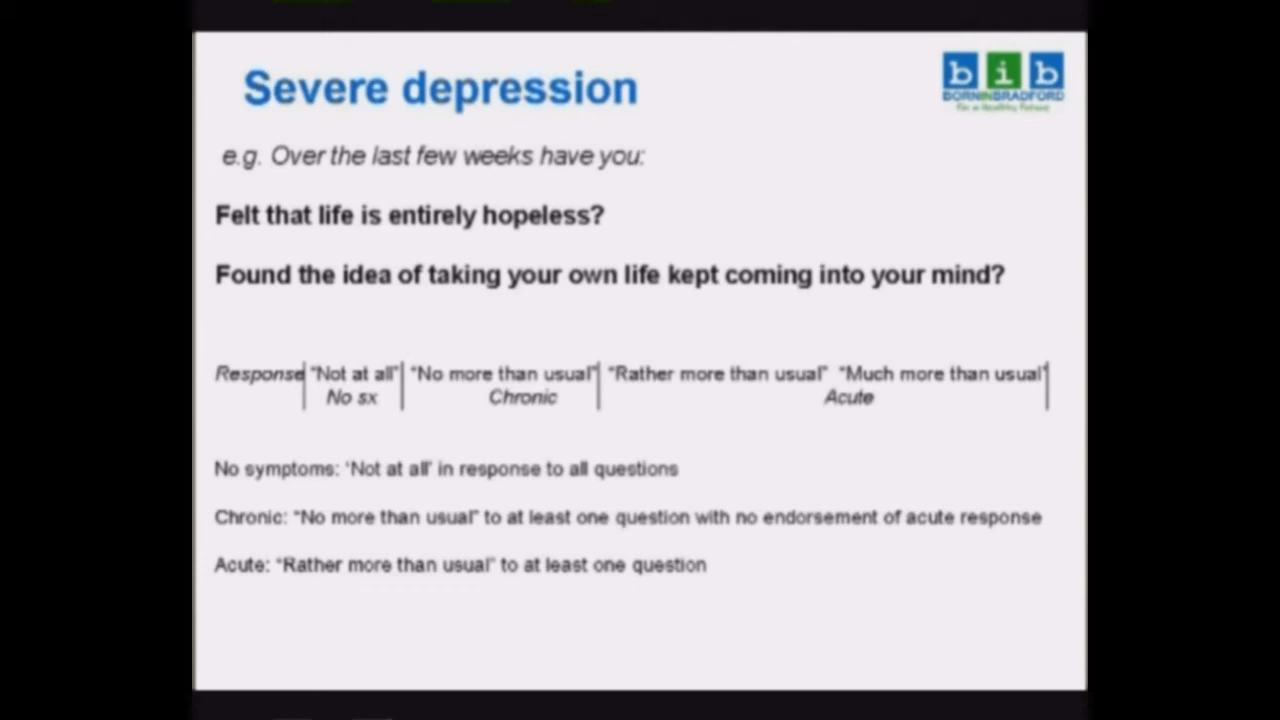 Severe depression
b i b
BORNINBRADFORD
For a Healthy Future
e.g. Over the last few weeks have you:
Felt that life is entirely hopeless?
Found the idea of taking your own life kept coming into your mind?
Response "Not at all" "No more than usual" "Rather more than usual" "Much more than usual"
No sx Chronic Acute
No symptoms: 'Not at all' in response to all questions
Chronic: "No more than usual" to at least one question with no endorsement of acute response
Acute: "Rather more than usual" to at least one question